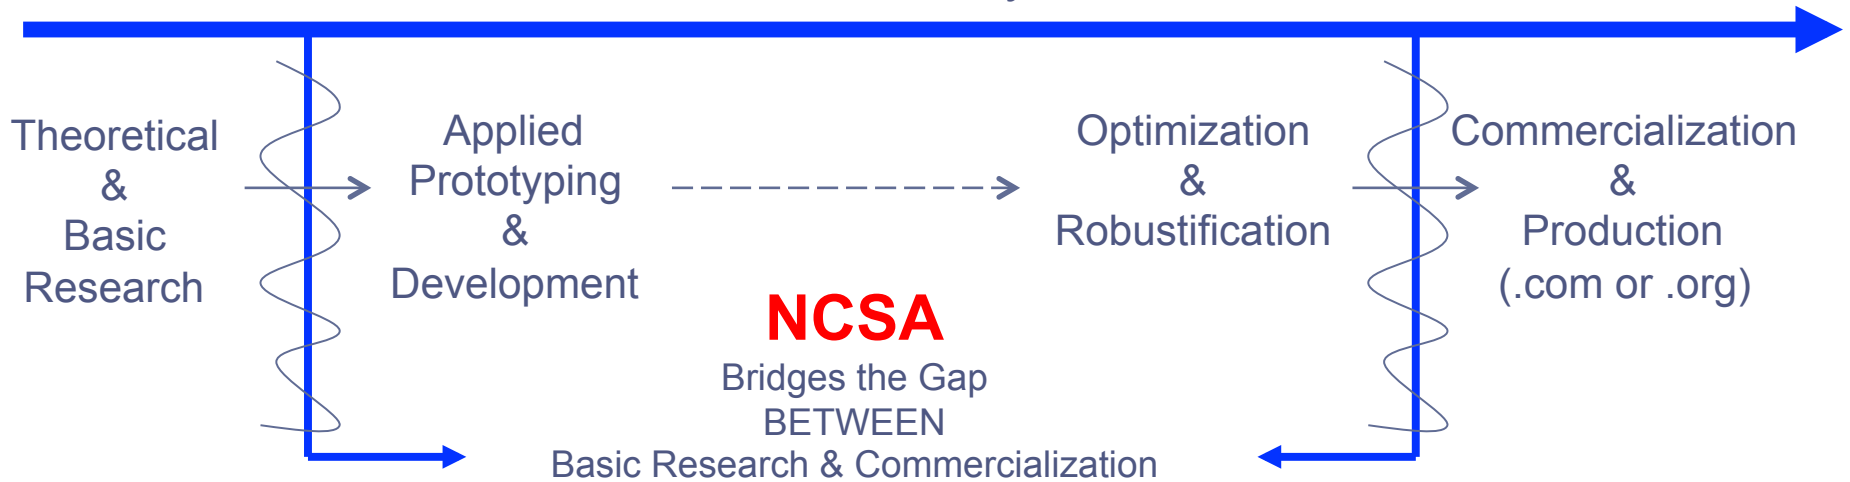 Theoretical
&
Basic
Research
Applied
Prototyping
&
Development
Optimization
&
Robustification
Commercialization
&
Production
(.com or .org)
NCSA
Bridges the Gap
BETWEEN
Basic Research & Commercialization